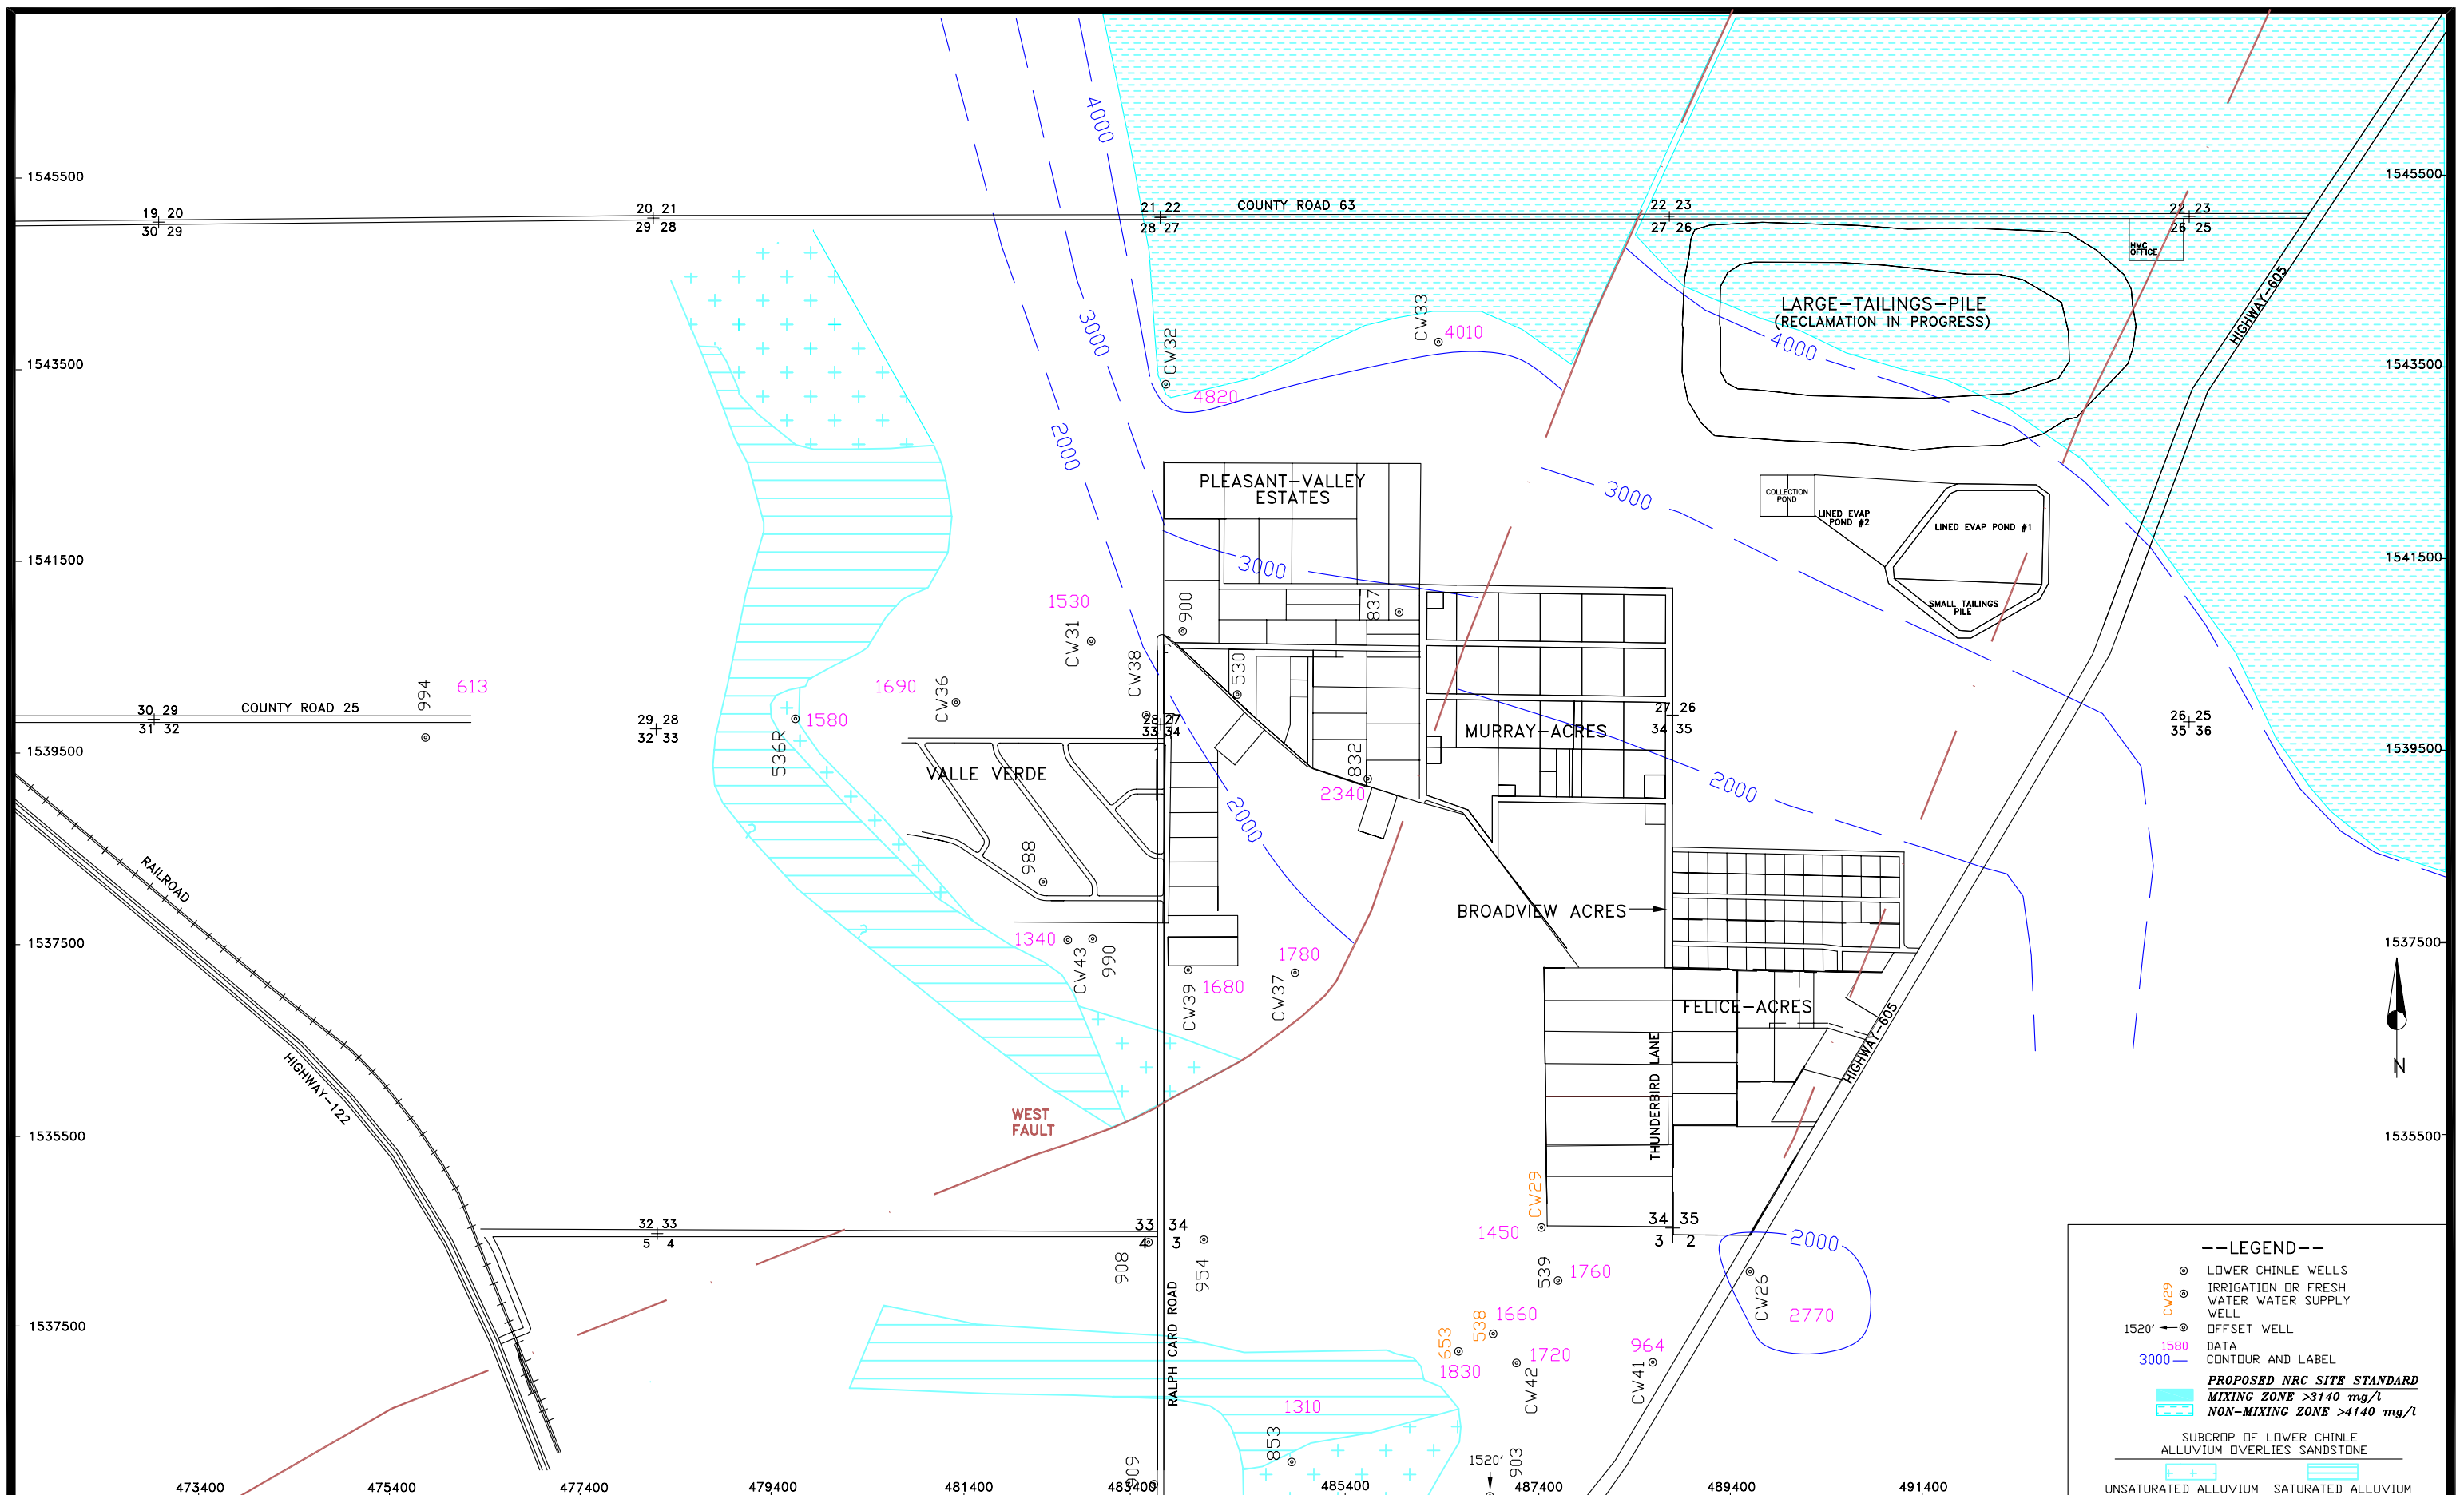 4000
1545500
1545500
19 20
30 29
20 21
29 28
21 22
28 27
COUNTY ROAD 63
22 23
27 26
22 23
26 25
HMC
OFFICE
HIGHWAY-605
LARGE-TAILINGS-PILE
(RECLAMATION IN PROGRESS)
4000
3000
CW32
4820
CW33
4010
1543500
1543500
2000
PLEASANT-VALLEY
ESTATES
3000
COLLECTION
POND
LINED EVAP
POND #2
LINED EVAP POND #1
SMALL TAILINGS
PILE
1541500
1541500
3000
1530
CW31
900
837
CW38
530
994
613
1690
CW36
COUNTY ROAD 25
30 29
31 32
29 28
32 33
1580
536R
28 27
33 34
MURRAY-ACRES
27 26
34 35
26 25
35 36
1539500
1539500
VALLE VERDE
832
2340
2000
2000
988
RAILROAD
BROADVIEW ACRES
1537500
1537500
1340
CW43
990
CW39
1680
1780
CW37
FELICE-ACRES
THUNDERBIRD LANE
HIGHWAY-605
N
HIGHWAY-122
WEST
FAULT
1535500
1535500
CW29
1450
32 33
5 4
33 34
4 3
34 35
3 2
2000
908
954
539
1760
CW26
2770
RALPH CARD ROAD
1537500
653
538
1660
1830
1720
CW42
964
CW41
1310
853
909
1520'
903
473400
475400
477400
479400
481400
483400
485400
487400
489400
491400
--LEGEND--
LOWER CHINLE WELLS
CW29
IRRIGATION OR FRESH
WATER WATER SUPPLY
WELL
1520' OFFSET WELL
1580 DATA
3000 CONTOUR AND LABEL
PROPOSED NRC SITE STANDARD
MIXING ZONE >3140 mg/l
NON-MIXING ZONE >4140 mg/l
SUBCROP OF LOWER CHINLE
ALLUVIUM OVERLIES SANDSTONE
UNSATURATED ALLUVIUM SATURATED ALLUVIUM